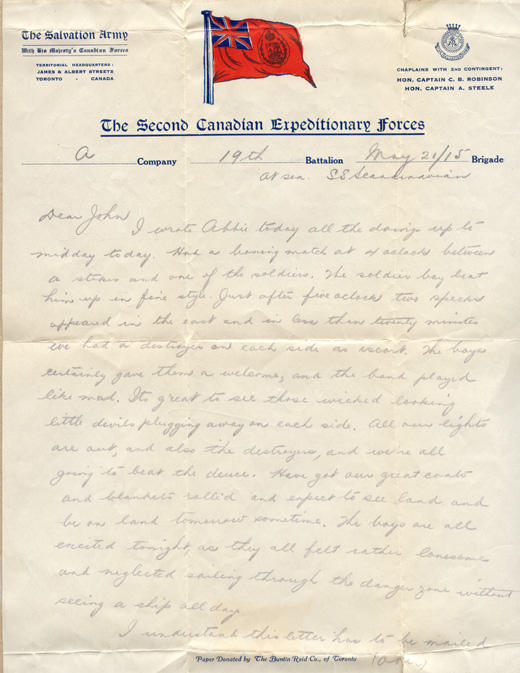 The Salvation Army
With His Majesty's Canadian Forces
TERRITORIAL HEADQUARTERS:
JAMES & ALBERT STREETS
TORONTO - CANADA
CHAPLAINS WITH 2ND CONTINGENT:
HON. CAPTAIN C. B. ROBINSON
HON. CAPTAIN A. STEELE
The Second Canadian Expeditionary Forces
A Company 19th Battalion May 21/15 Brigade
At sea. SS Scandinavian
Dear John
I wrote Abbie today all the doings up to
midday today. Had a boxing match at 4 oclock between
a stoker and one of the soldiers. The soldier boy beat
him up in fine style. Just after five oclock two specks
appeared in the east and in less then twenty minutes
we had a destroyer on each side as escort. The boys
certainly gave them a welcome, and the band played
like mad. Its great to see those wicked looking
little devils plugging away on each side. All our lights
are out, and also the destroyers, and we're all
going to beat the deuce. Have got our great coats
and blankets roll'd and expect to see land and
be on land tomorrow sometime. The boys are all
excited tonight, as they all felt rather lonesome
and neglected sailing through the danger zone without
seeing a ship all day.
I understand this letter has to be mailed
Paper Donated by The Buntin Reid Co., of Toronto
(over)